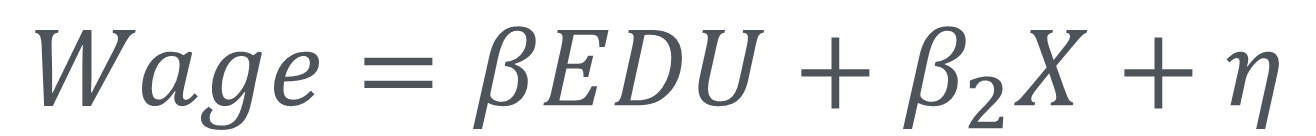 Wage = βEDU + β₂X + η